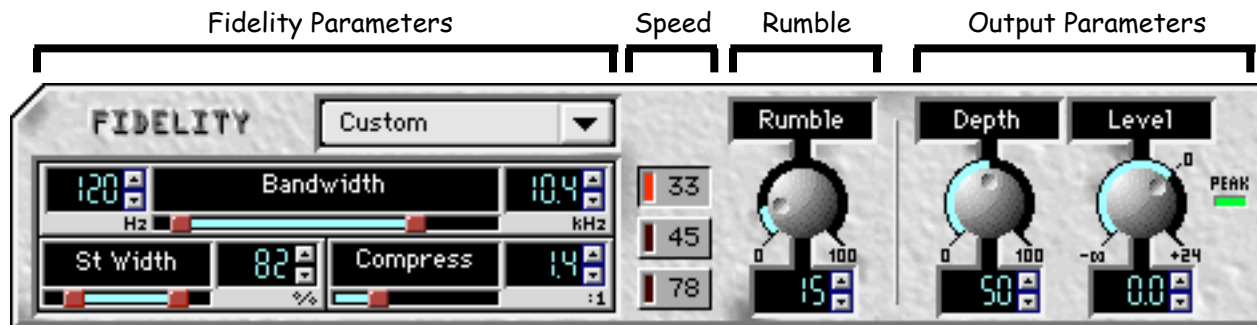 Fidelity Parameters Speed Rumble Output Parameters
FIDELITY Custom
Rumble Depth Level
120 Bandwidth 10.4
Hz kHz
St Width 82 Compress 1.4
% :1
33
45
78
0 100
15
0 100
50
0
-∞ +24
0.0
PEAK